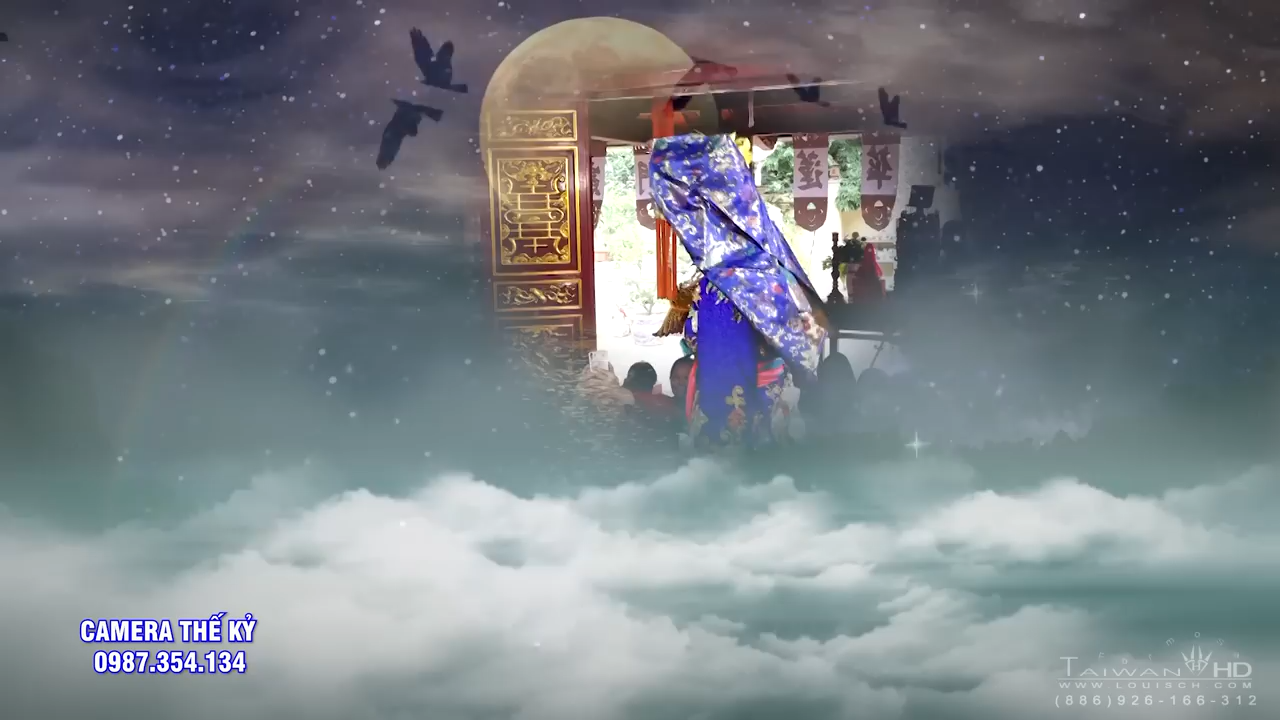 CAMERA THẾ KỶ
0987.354.134
TAIWAN HD
WWW.LOUISCH.COM
(886)926-166-312